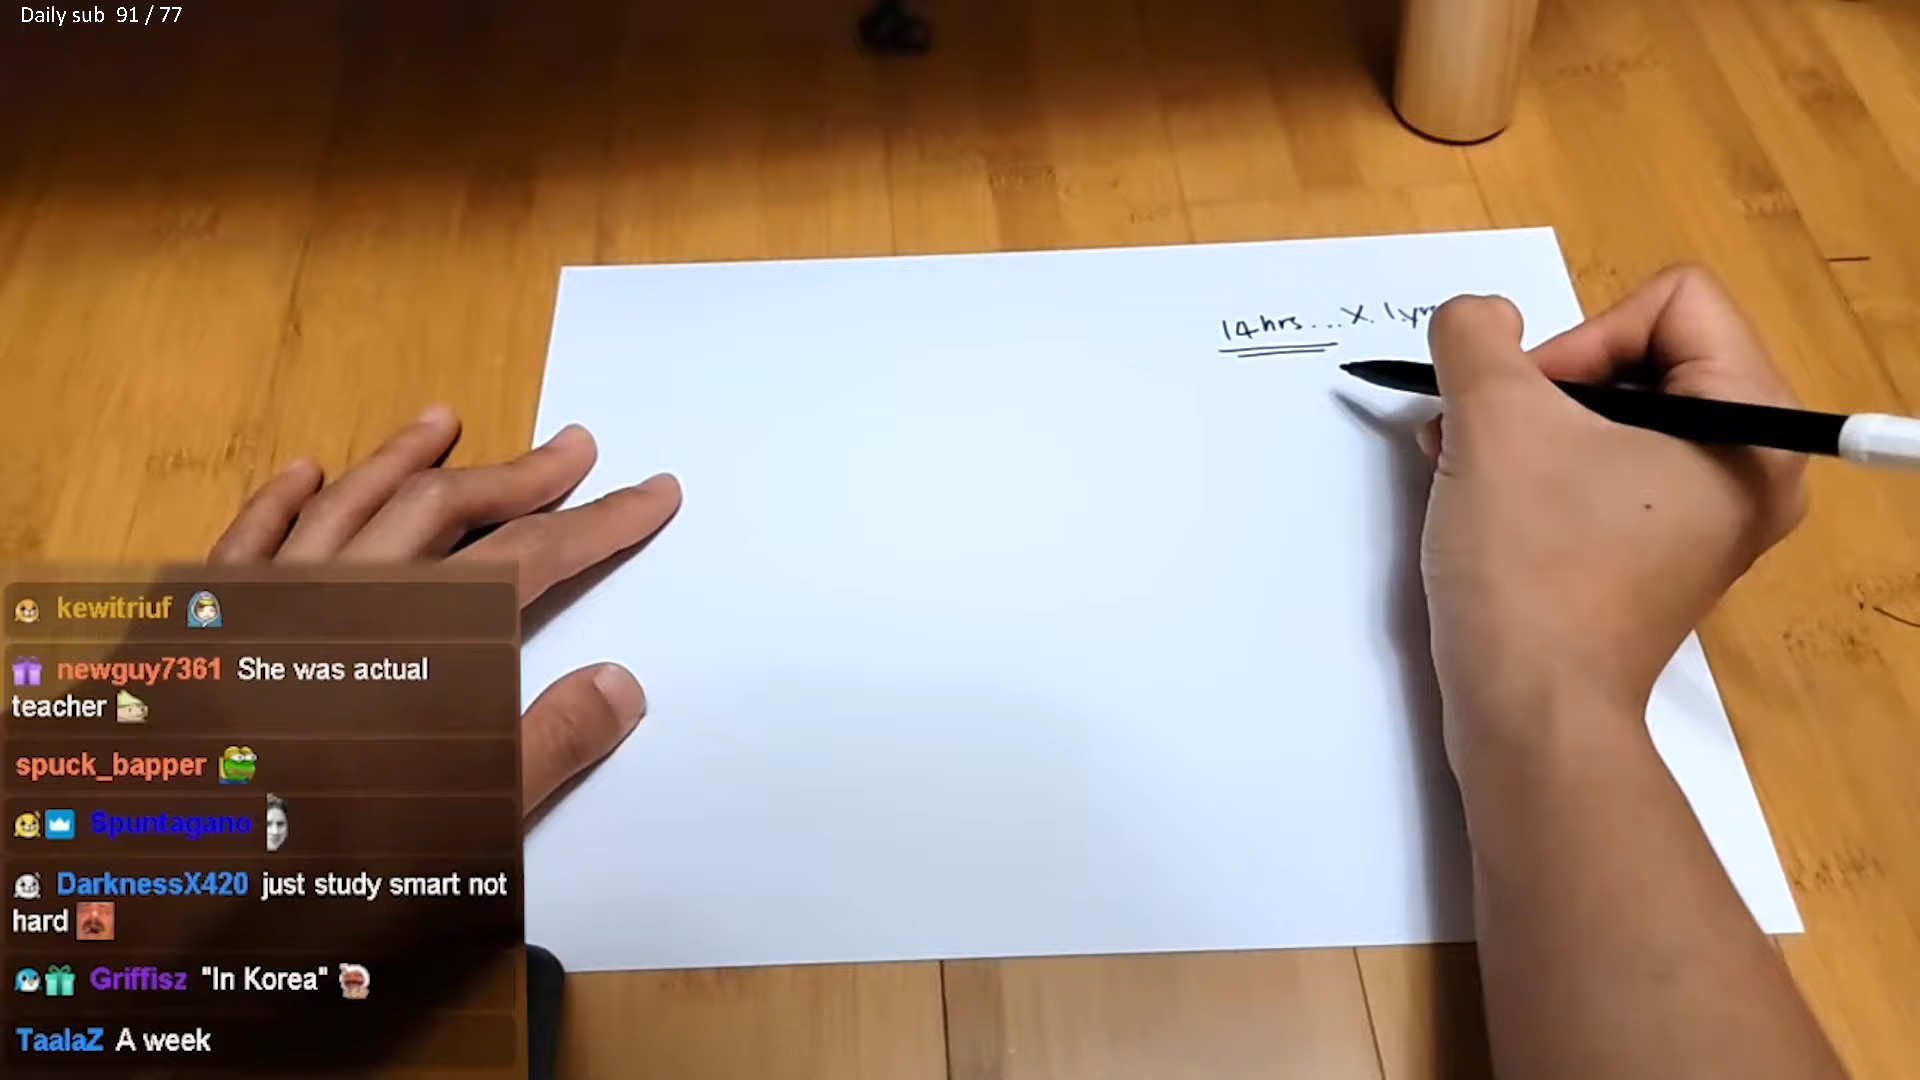 Daily sub 91 / 77
14hrs... X. 1
kewitriuf
newguy7361 She was actual
teacher
spuck_bapper
Spuntagano
DarknessX420 just study smart not
hard
Griffisz "In Korea"
TaalaZ A week